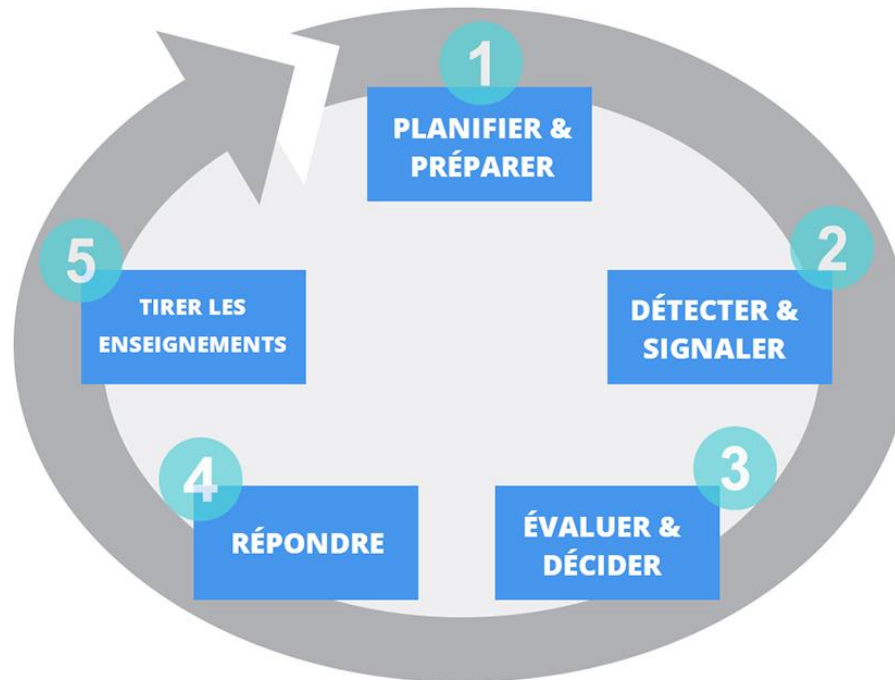 1
PLANIFIER &
PRÉPARER
2
DÉTECTER &
SIGNALER
3
ÉVALUER &
DÉCIDER
4
RÉPONDRE
5
TIRER LES
ENSEIGNEMENTS